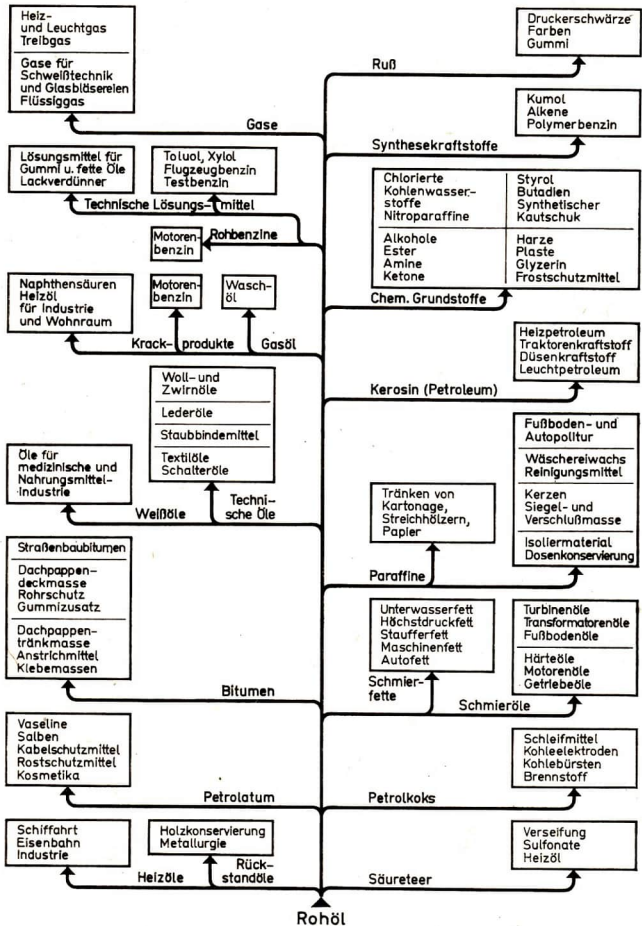 Heiz-
und Leuchtgas
Treibgas
Gase für
Schweißtechnik
und Glasbläsereien
Flüssiggas
Gase
Druckerschwärze
Farben
Gummi
Ruß
Kumol
Alkene
Polymerbenzin
Synthesekraftstoffe
Lösungsmittel für
Gummi u. fette Öle
Lackverdünner
Toluol, Xylol
Flugzeugbenzin
Testbenzin
Technische Lösungs-mittel
Motoren-
benzin
Rohbenzine
Chlorierte
Kohlenwasser-
stoffe
Nitroparaffine
Styrol
Butadien
Synthetischer
Kautschuk
Alkohole
Ester
Amine
Ketone
Harze
Plaste
Glyzerin
Frostschutzmittel
Chem. Grundstoffe
Naphthensäuren
Heizöl
für Industrie
und Wohnraum
Motoren-
benzin
Wasch-
öl
Krack-produkte
Gasöl
Heizpetroleum
Traktorenkraftstoff
Düsenkraftstoff
Leuchtpetroleum
Kerosin (Petroleum)
Woll- und
Zwirnöle
Lederöle
Staubbindemittel
Textilöle
Schalteröle
Öle für
medizinische und
Nahrungsmittel-
industrie
Weißöle
Techni-
sche Öle
Fußboden- und
Autopolitur
Wäschereiwachs
Reinigungsmittel
Kerzen
Siegel- und
Verschlußmasse
Isoliermaterial
Dosenkonservierung
Tränken von
Kartonage,
Streichhölzern,
Papier
Paraffine
Straßenbaubitumen
Dachpappen-
deckmasse
Rohrschutz
Gummizusatz
Dachpappen-
tränkmasse
Anstrichmittel
Klebemassen
Bitumen
Unterwasserfett
Höchstdruckfett
Staufferfett
Maschinenfett
Autofett
Schmier-
fette
Turbinenöle
Transformatorenöle
Fußbodenöle
Härteöle
Motorenöle
Getriebeöle
Schmieröle
Vaseline
Salben
Kabelschutzmittel
Rostschutzmittel
Kosmetika
Petrolatum
Schleifmittel
Kohleelektroden
Kohlebürsten
Brennstoff
Petrolkoks
Schiffahrt
Eisenbahn
Industrie
Heizöle
Holzkonservierung
Metallurgie
Rück-
standöle
Verseifung
Sulfonate
Heizöl
Säureteer
Rohöl